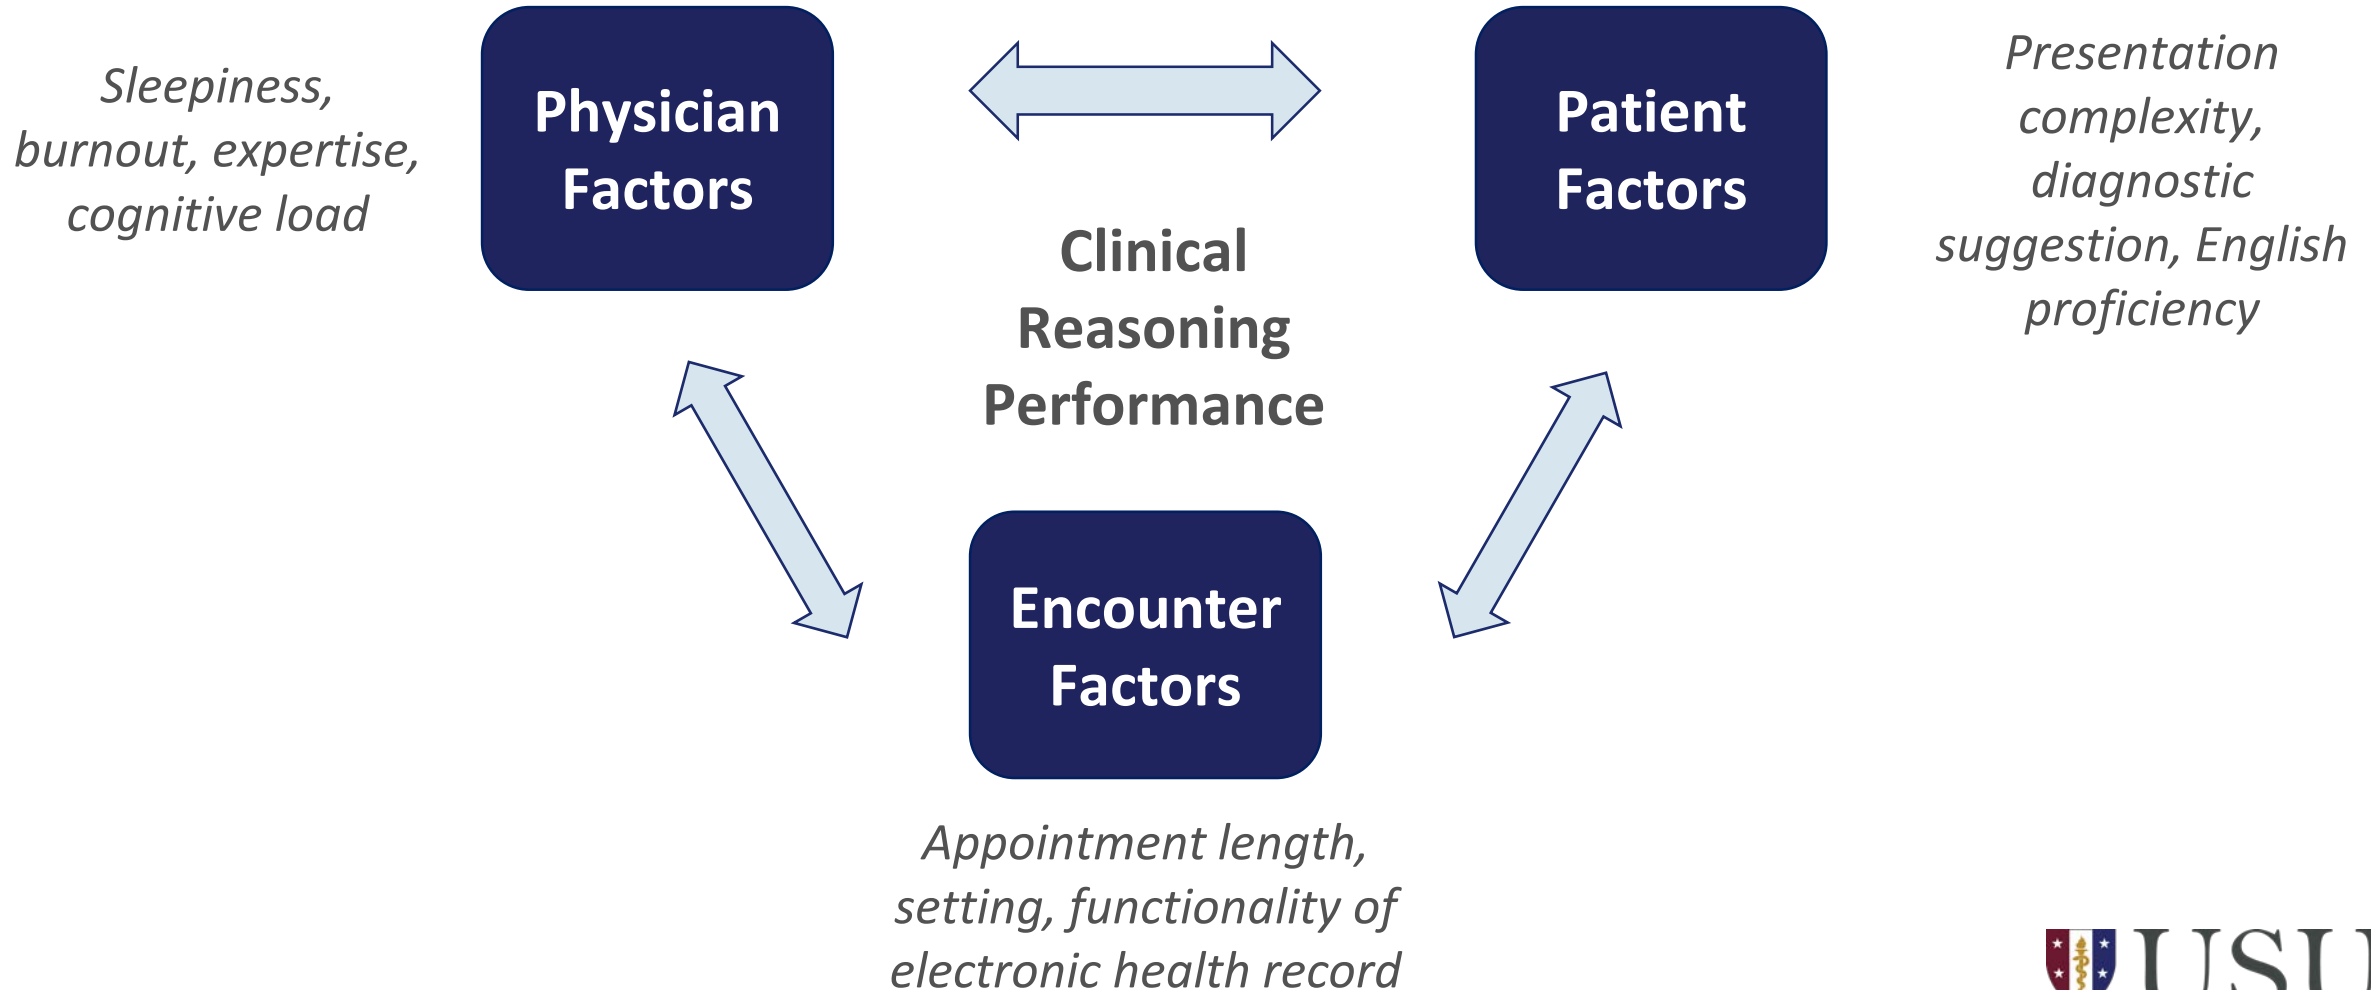 Sleepiness,
burnout, expertise,
cognitive load
Physician
Factors
Patient
Factors
Presentation
complexity,
diagnostic
suggestion, English
proficiency
Clinical
Reasoning
Performance
Encounter
Factors
Appointment length,
setting, functionality of
electronic health record
USU